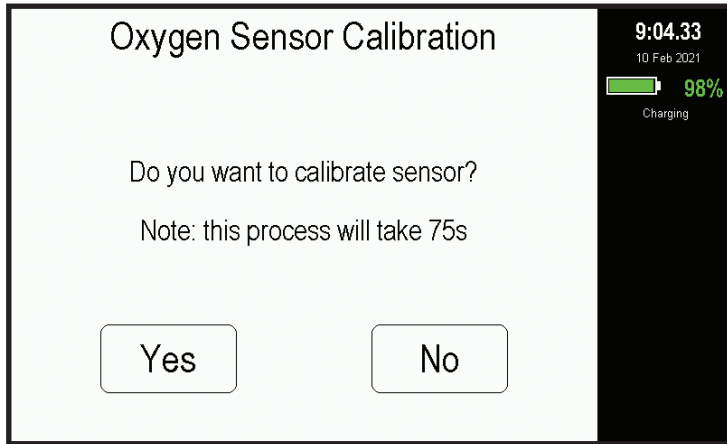 Oxygen Sensor Calibration
Do you want to calibrate sensor?
Note: this process will take 75s
Yes
No
9:04.33
10 Feb 2021
98%
Charging